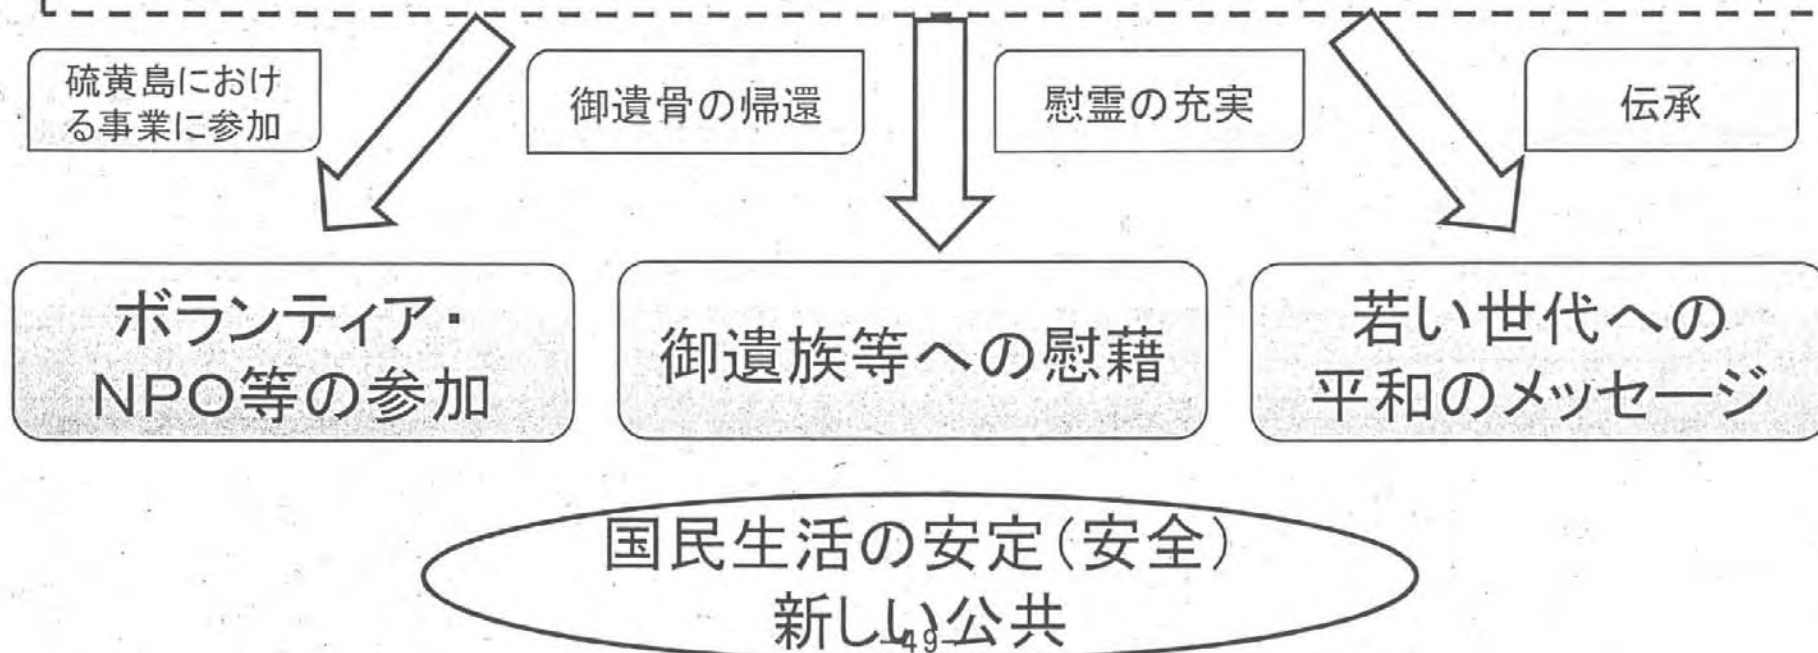 硫黄島におけ
る事業に参加
御遺骨の帰還
慰霊の充実
伝承
ボランティア・
NPO等の参加
御遺族等への慰藉
若い世代への
平和のメッセージ
国民生活の安定(安全)
新しい公共
-49-